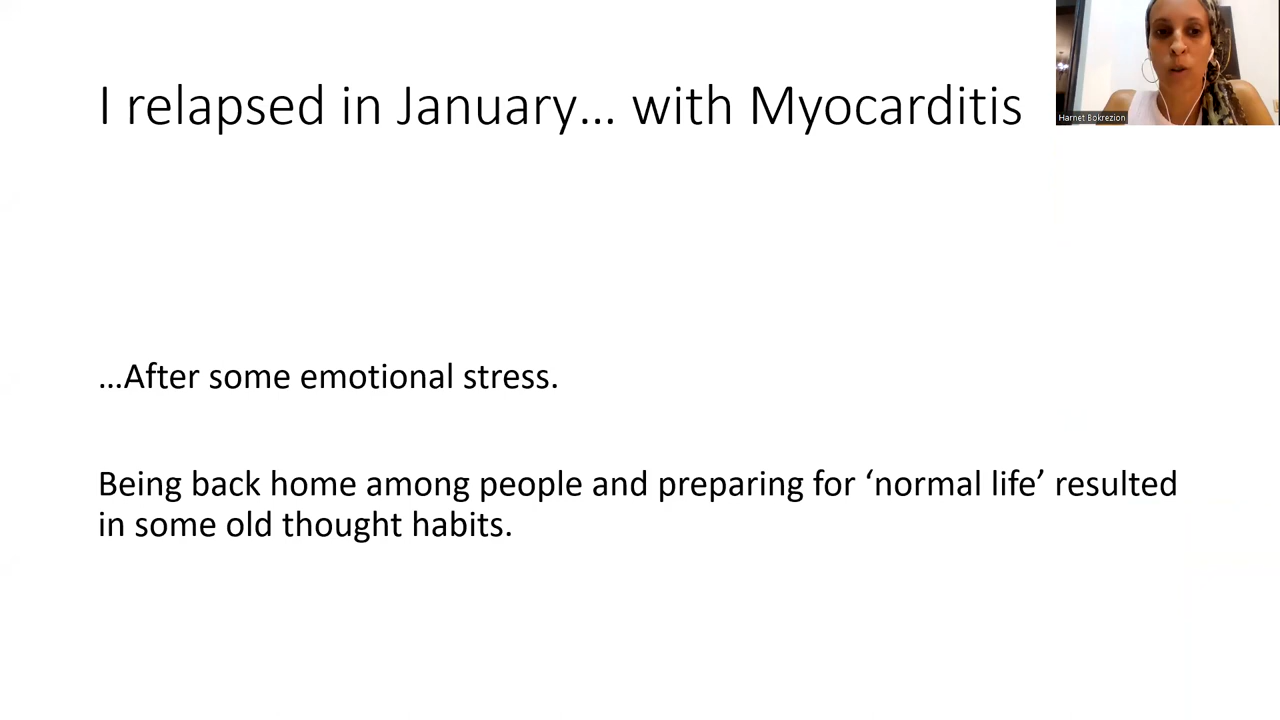 I relapsed in January... with Myocarditis
Harnet Bokrezion
...After some emotional stress.
Being back home among people and preparing for ‘normal life’ resulted
in some old thought habits.